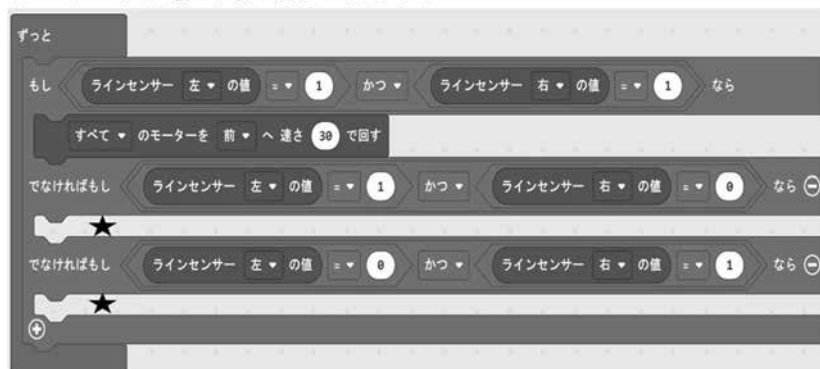 ずっと
もし ラインセンサー 左 の値 = 1 かつ ラインセンサー 右 の値 = 1 なら
すべて のモーターを 前 へ 速さ 30 で回す
でなければもし ラインセンサー 左 の値 = 1 かつ ラインセンサー 右 の値 = 0 なら
★
でなければもし ラインセンサー 左 の値 = 0 かつ ラインセンサー 右 の値 = 1 なら
★